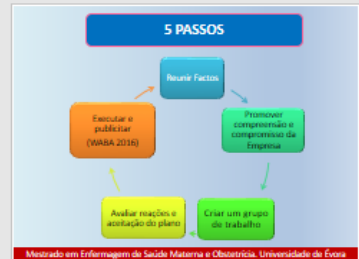 5 PASSOS
Reunir Factos
Promover
compreensão e
compromisso da
Empresa
Criar um grupo
de trabalho
Avaliar reações e
aceitação do plano
Executar e
publicitar
(WABA 2016)
Mestrado em Enfermagem de Saúde Materna e Obstetrícia. Universidade de Évora